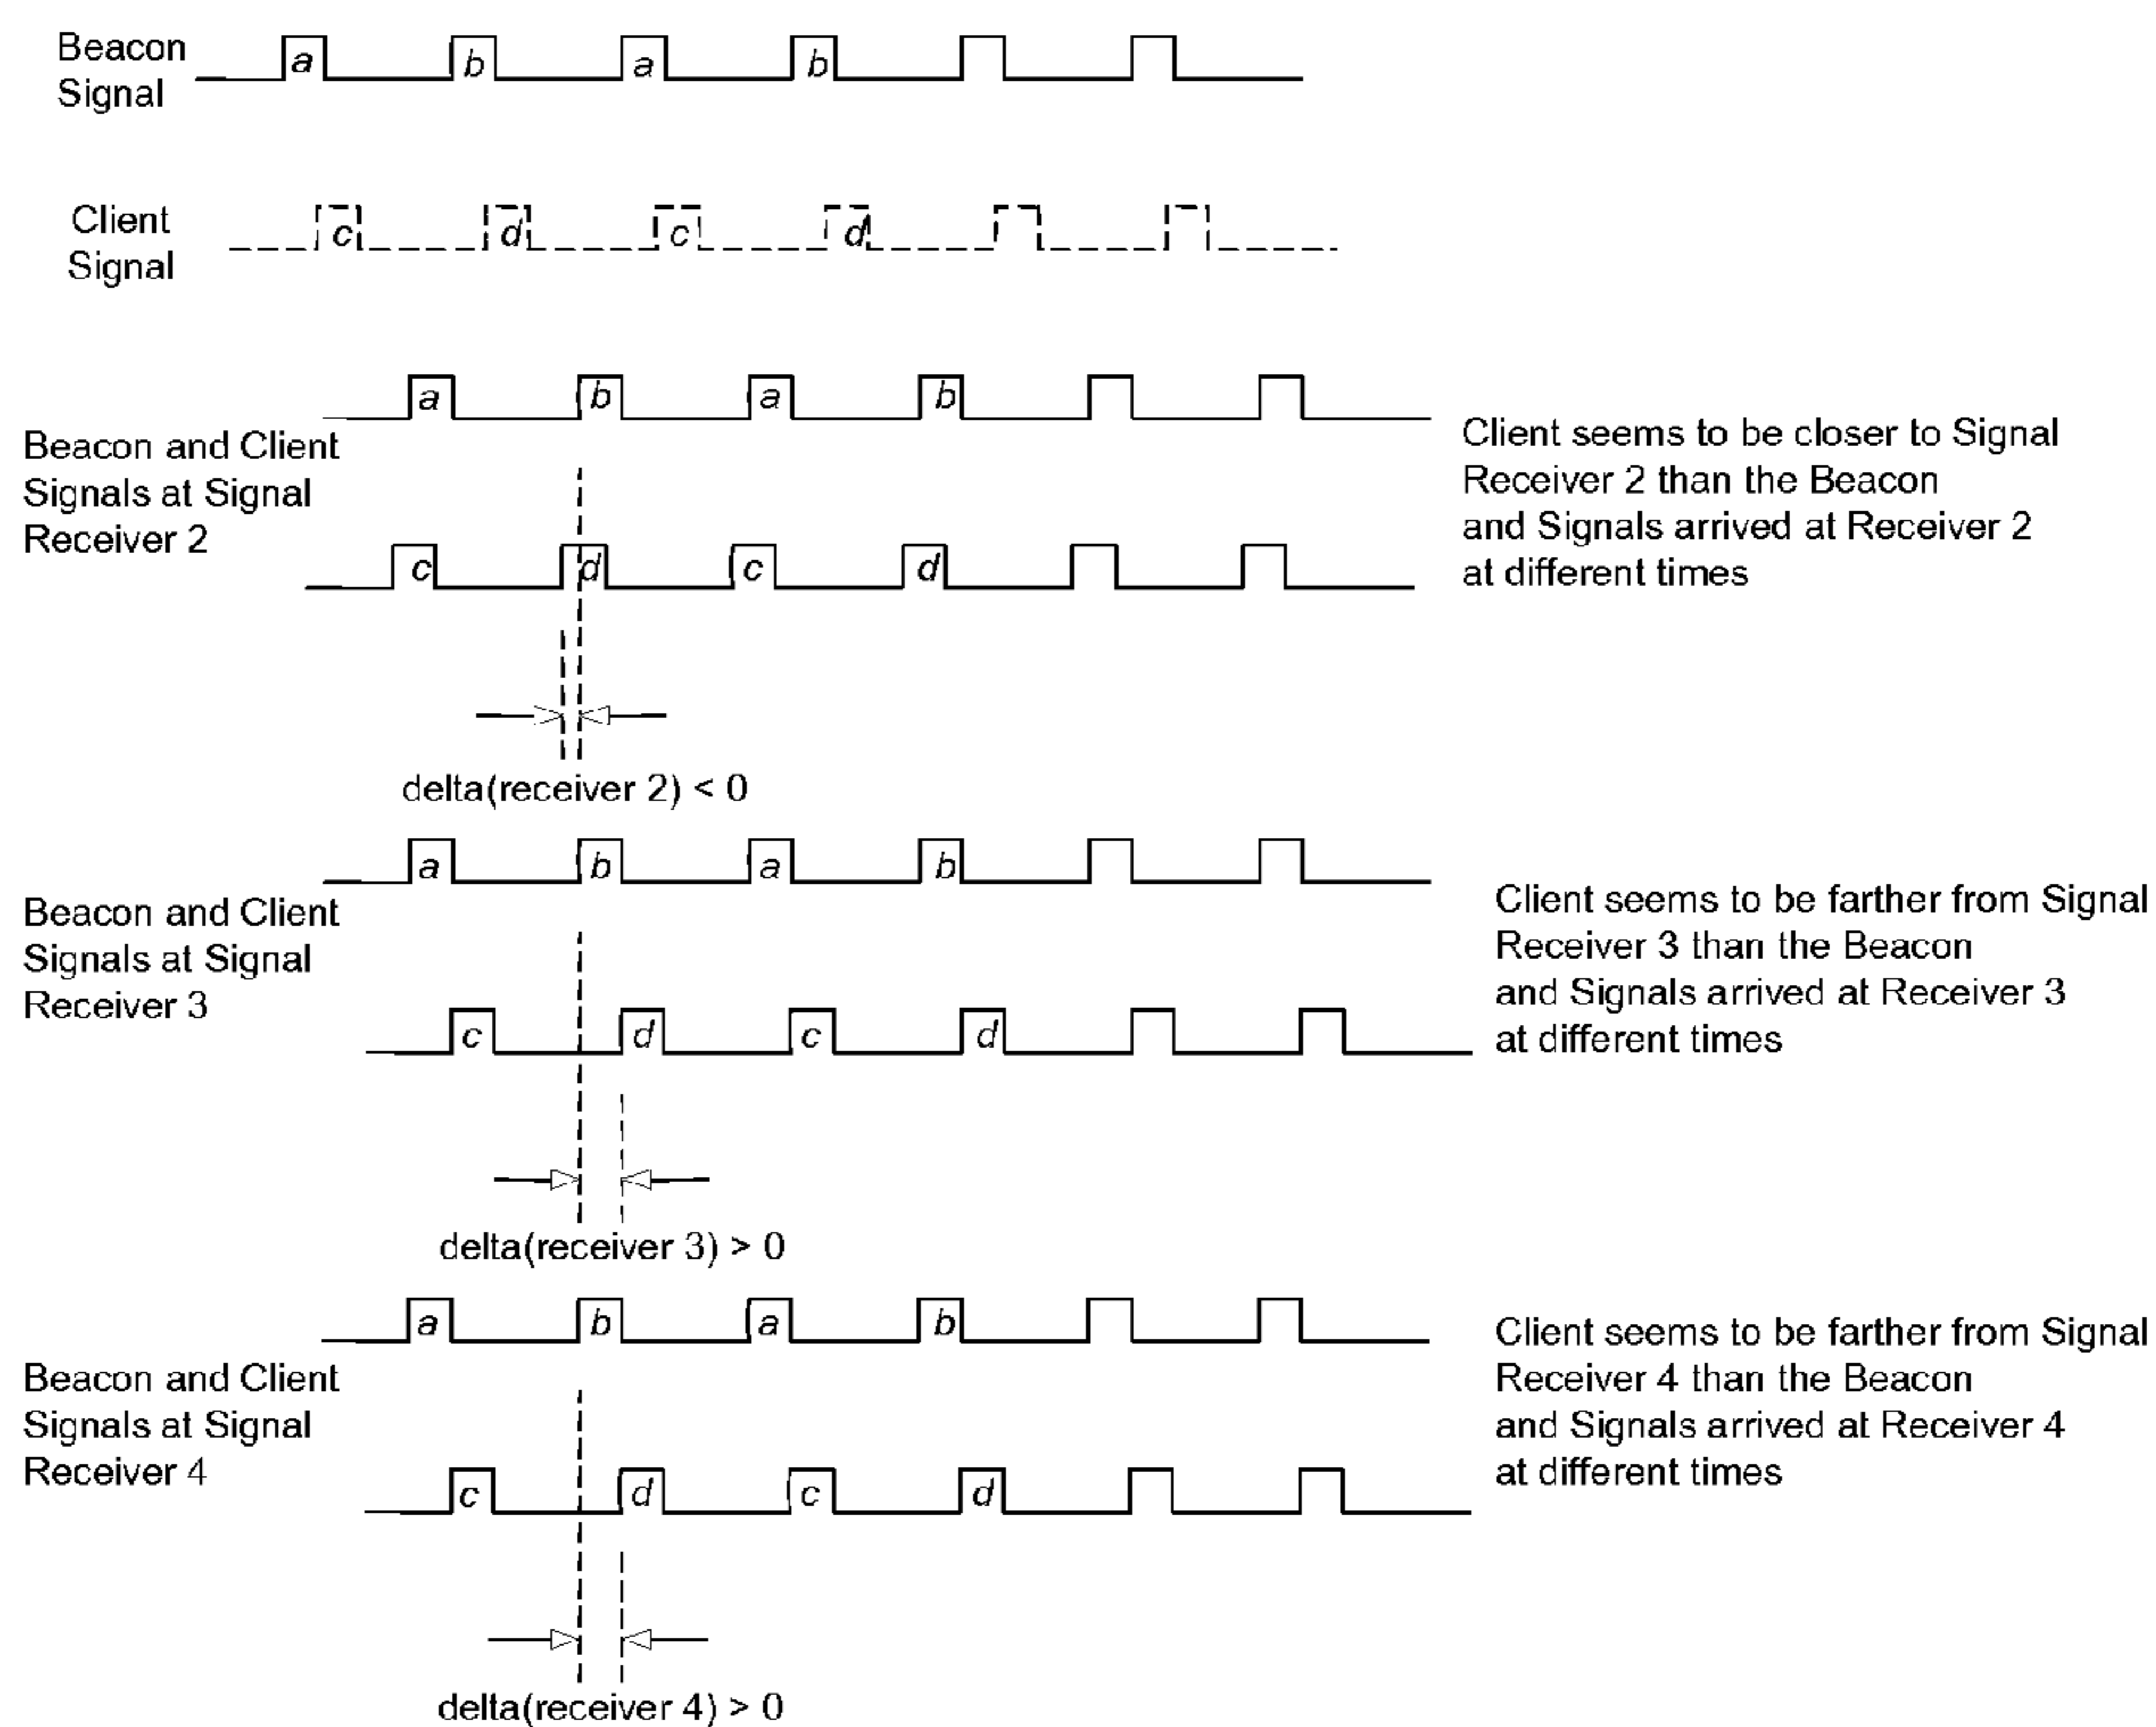 Beacon
Signal
a b a b
Client
Signal
c d c d
a b a b
Beacon and Client
Signals at Signal
Receiver 2
c d c d
Client seems to be closer to Signal
Receiver 2 than the Beacon
and Signals arrived at Receiver 2
at different times
delta(receiver 2) < 0
a b a b
Beacon and Client
Signals at Signal
Receiver 3
c d c d
Client seems to be farther from Signal
Receiver 3 than the Beacon
and Signals arrived at Receiver 3
at different times
delta(receiver 3) > 0
a b a b
Beacon and Client
Signals at Signal
Receiver 4
c d c d
Client seems to be farther from Signal
Receiver 4 than the Beacon
and Signals arrived at Receiver 4
at different times
delta(receiver 4) > 0